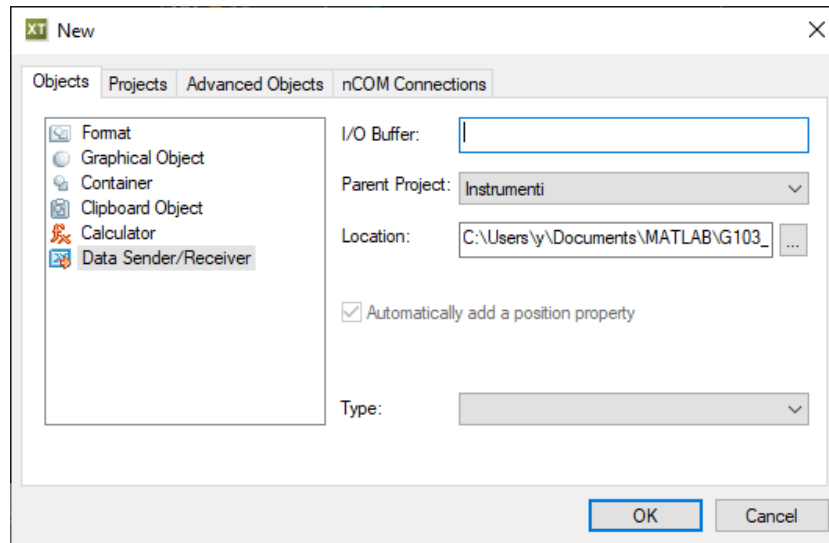 XT New
Objects Projects Advanced Objects nCOM Connections
Format
Graphical Object
Container
Clipboard Object
Calculator
Data Sender/Receiver
I/O Buffer:
Parent Project: Instrumenti
Location: C:\Users\y\Documents\MATLAB\G103_ ...
Automatically add a position property
Type:
OK Cancel